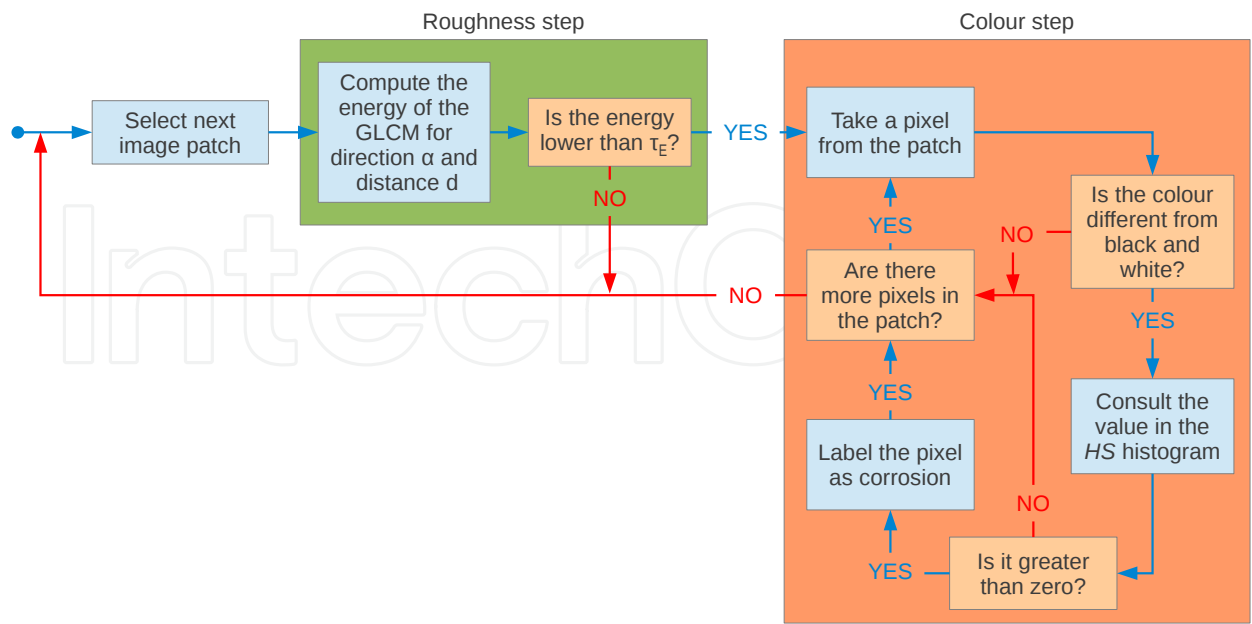 Roughness step
Colour step
Select next
image patch
Compute the
energy of the
GLCM for
direction α and
distance d
Is the energy
lower than τE?
YES
NO
Take a pixel
from the patch
Is the colour
different from
black and
white?
NO
YES
YES
Are there
more pixels in
the patch?
NO
Consult the
value in the
HS histogram
YES
Label the pixel
as corrosion
NO
Is it greater
than zero?
YES
IntechO